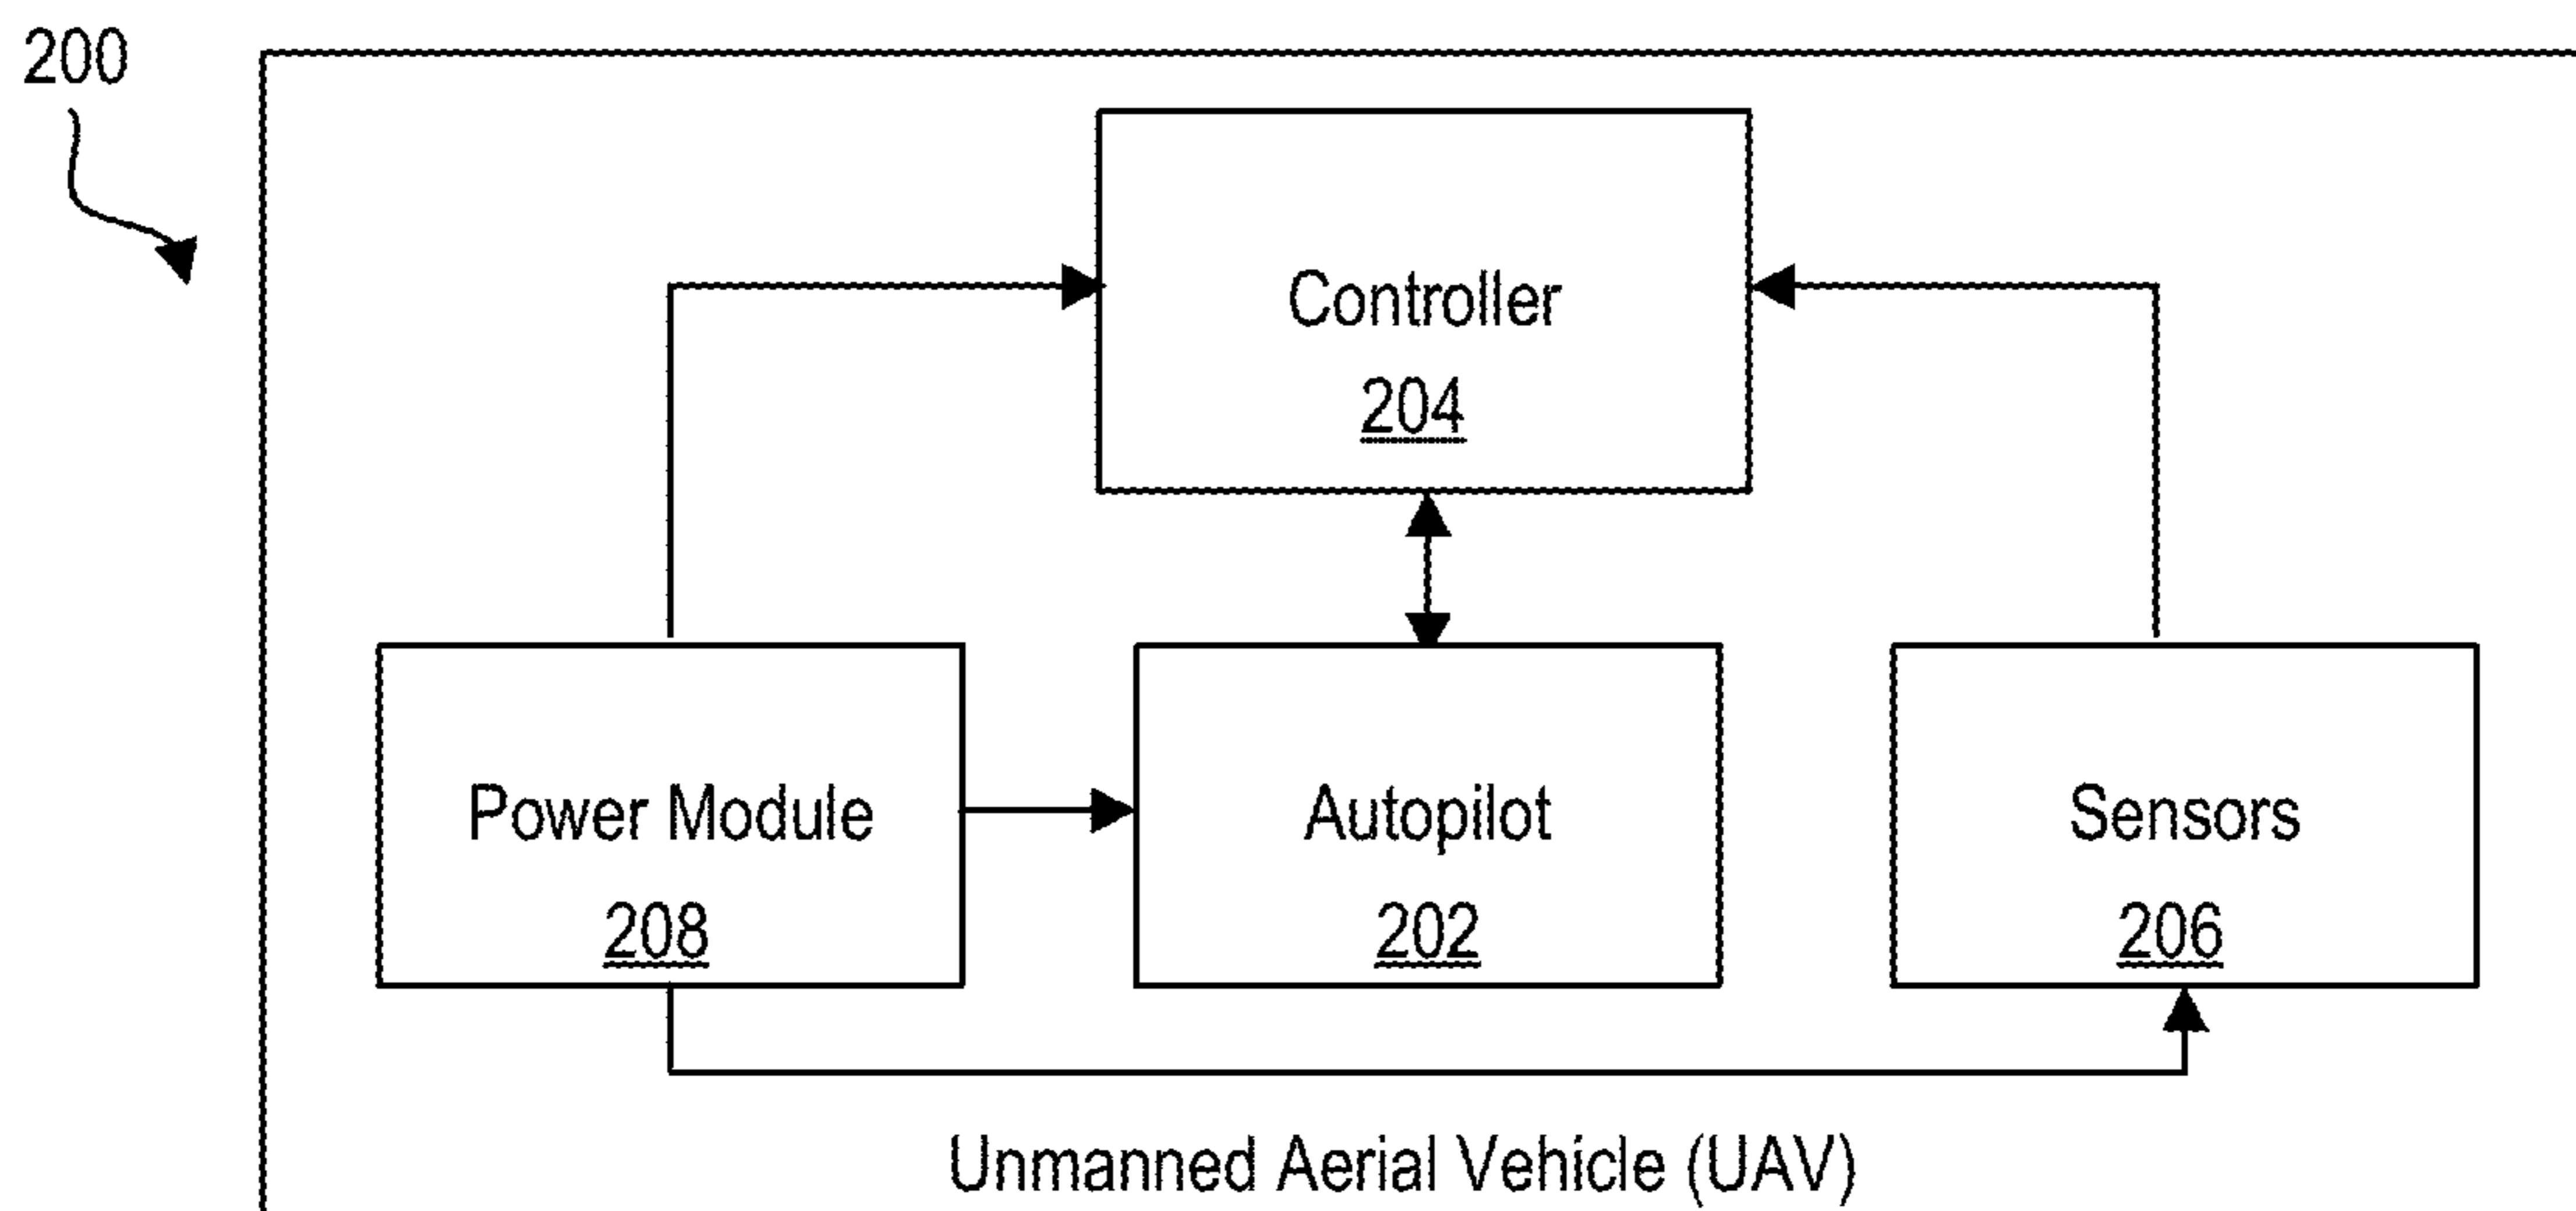 200
Controller
204
Power Module
208
Autopilot
202
Sensors
206
Unmanned Aerial Vehicle (UAV)